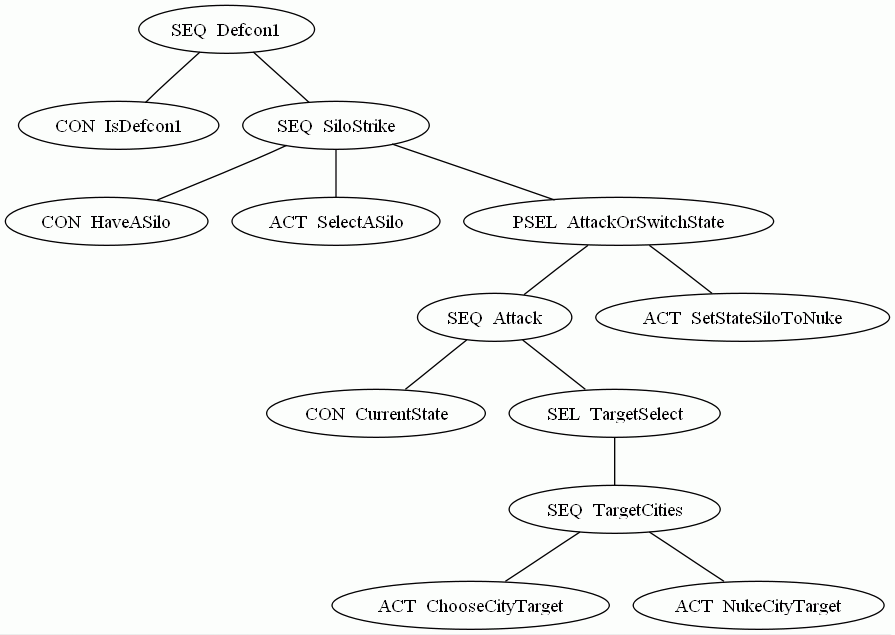 SEQ Defcon1
CON IsDefcon1
SEQ SiloStrike
CON HaveASilo
ACT SelectASilo
PSEL AttackOrSwitchState
SEQ Attack
ACT SetStateSiloToNuke
CON CurrentState
SEL TargetSelect
SEQ TargetCities
ACT ChooseCityTarget
ACT NukeCityTarget